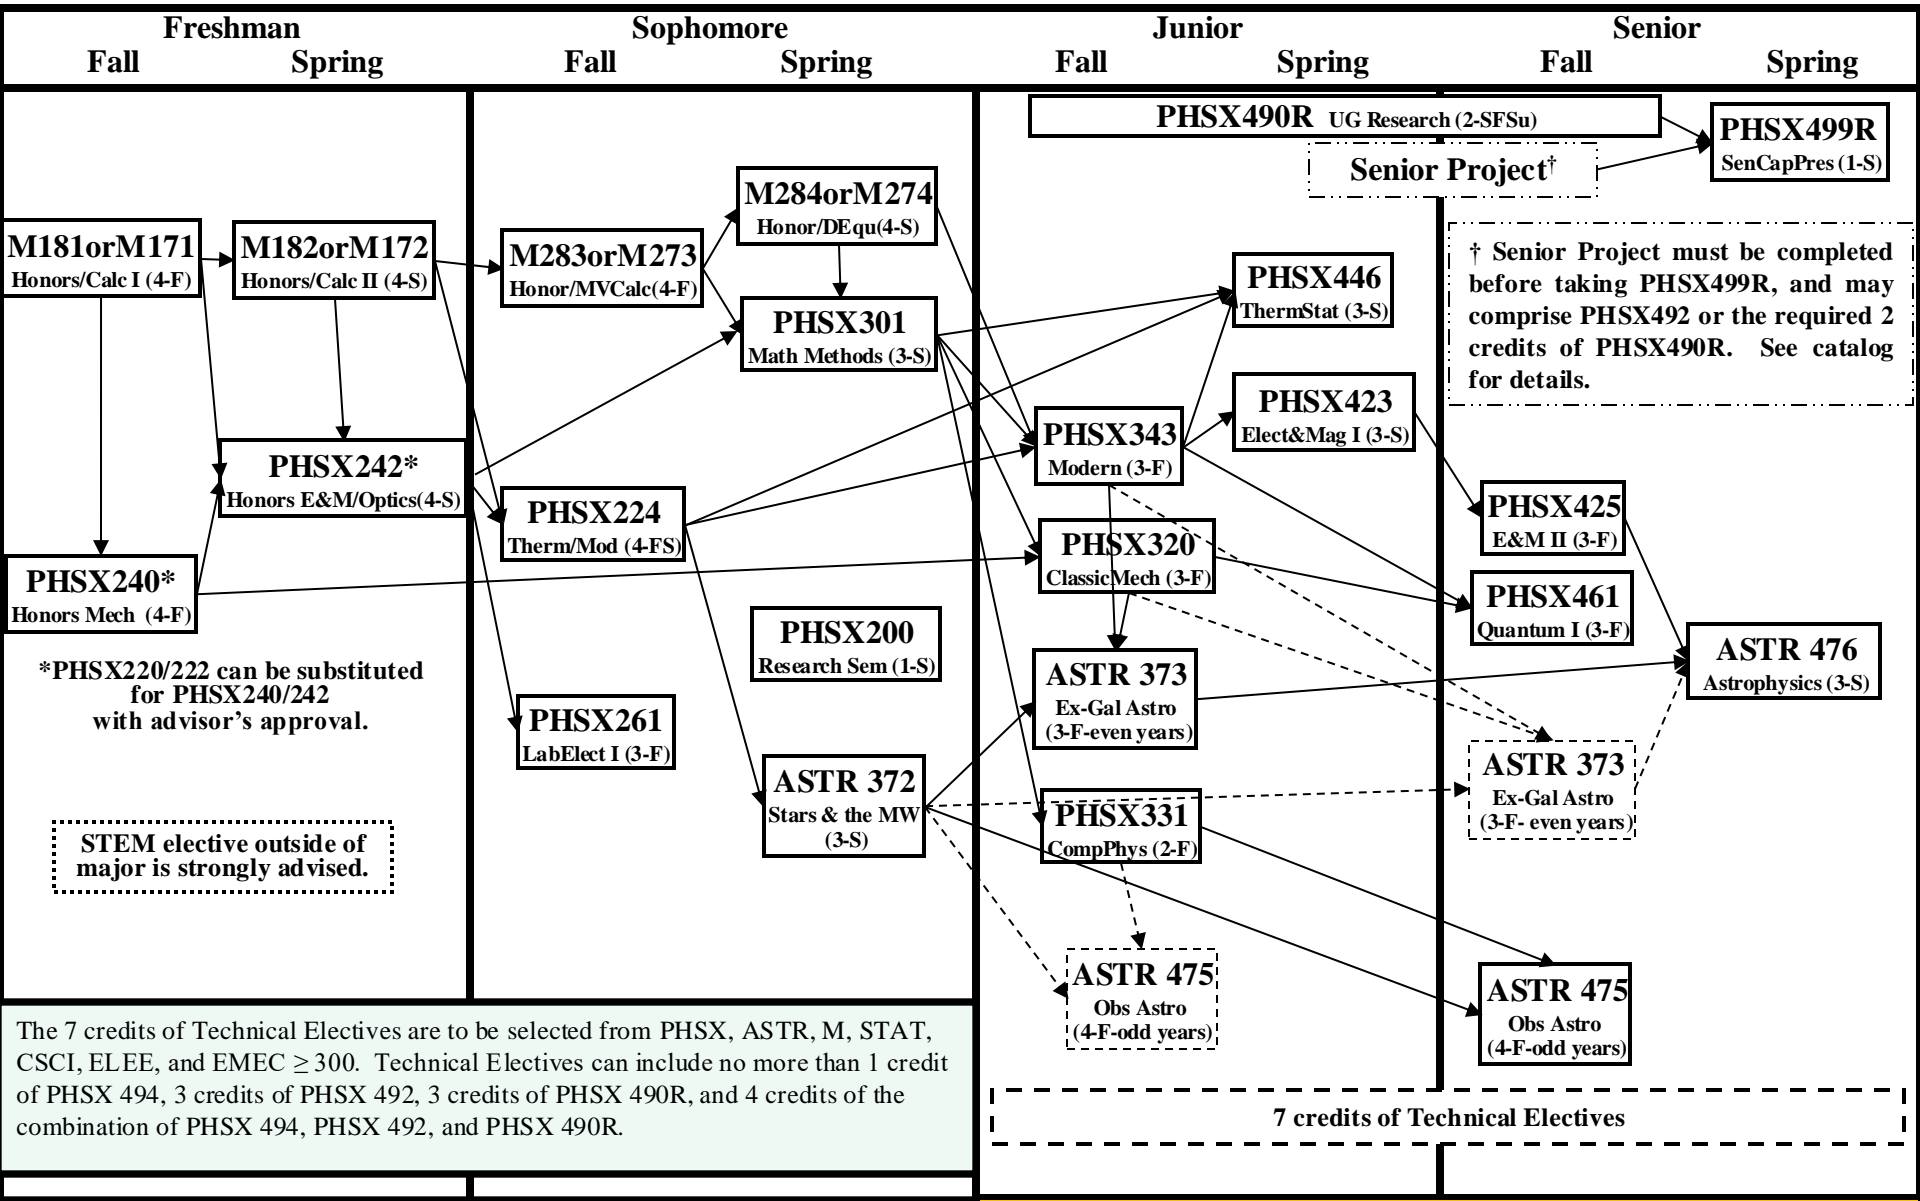 Freshman
Sophomore
Junior
Senior
Fall
Spring
Fall
Spring
Fall
Spring
Fall
Spring
M181orM171
Honors/Calc I (4-F)
PHSX240*
Honors Mech (4-F)
M182orM172
Honors/Calc II (4-S)
PHSX242*
Honors E&M/Optics(4-S)
*PHSX220/222 can be substituted
for PHSX240/242
with advisor's approval.
STEM elective outside of
major is strongly advised.
M283orM273
Honor/MVCalc(4-F)
PHSX224
Therm/Mod (4-FS)
PHSX261
LabElect I (3-F)
M284orM274
Honor/DEqu(4-S)
PHSX301
Math Methods (3-S)
PHSX200
Research Sem (1-S)
ASTR 372
Stars & the MW
(3-S)
PHSX490R UG Research (2-SFSu)
Senior Project†
PHSX499R
SenCapPres (1-S)
† Senior Project must be completed
before taking PHSX499R, and may
comprise PHSX492 or the required 2
credits of PHSX490R. See catalog
for details.
PHSX343
Modern (3-F)
PHSX320
ClassicMech (3-F)
ASTR 373
Ex-Gal Astro
(3-F-even years)
PHSX331
CompPhys (2-F)
ASTR 475
Obs Astro
(4-F-odd years)
PHSX446
ThermStat (3-S)
PHSX423
Elect&Mag I (3-S)
PHSX425
E&M II (3-F)
PHSX461
Quantum I (3-F)
ASTR 373
Ex-Gal Astro
(3-F- even years)
ASTR 475
Obs Astro
(4-F-odd years)
ASTR 476
Astrophysics (3-S)
The 7 credits of Technical Electives are to be selected from PHSX, ASTR, M, STAT,
CSCI, ELEE, and EMEC ≥ 300. Technical Electives can include no more than 1 credit
of PHSX 494, 3 credits of PHSX 492, 3 credits of PHSX 490R, and 4 credits of the
combination of PHSX 494, PHSX 492, and PHSX 490R.
7 credits of Technical Electives